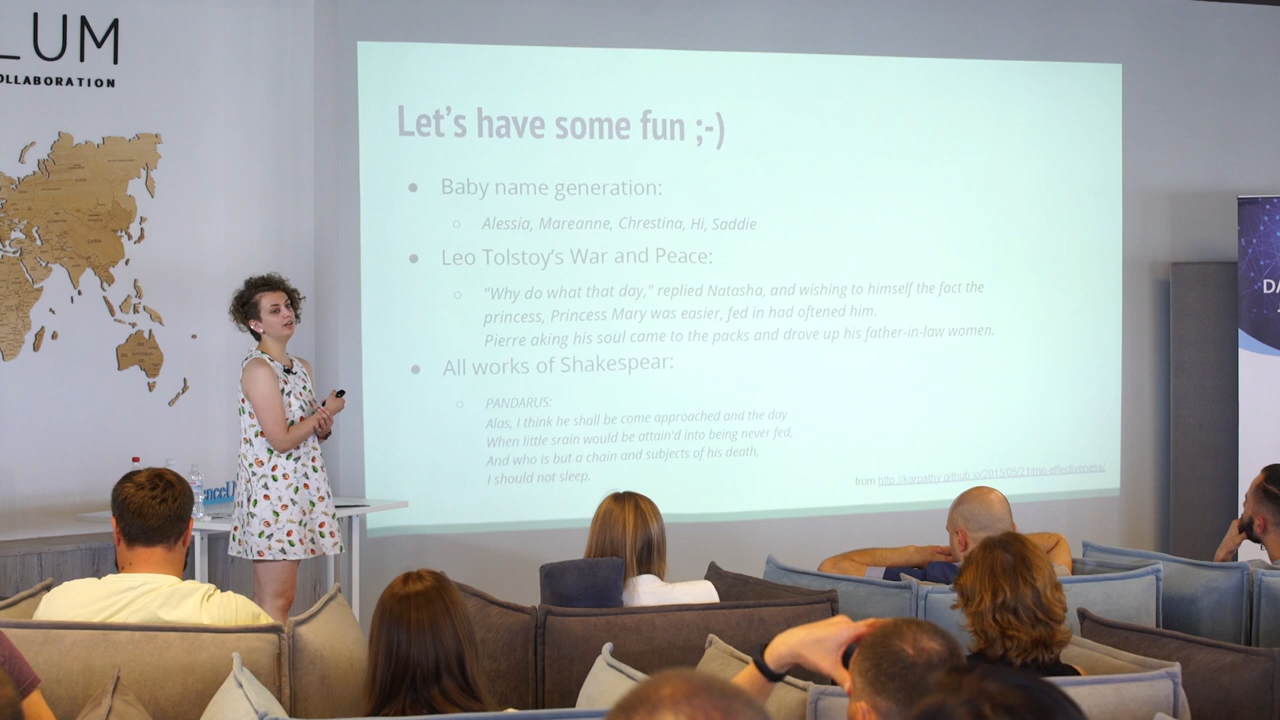 LUM
OLLABORATION
Let's have some fun ;-)
Baby name generation:
Alessia, Mareanne, Chrestina, Hi, Saddie
Leo Tolstoy's War and Peace:
"Why do what that day," replied Natasha, and wishing to himself the fact the
princess, Princess Mary was easier, fed in had oftened him.
Pierre aking his soul came to the packs and drove up his father-in-law women.
All works of Shakespear:
PANDARUS:
Alas, I think he shall be come approached and the day
When little srain would be attain'd into being never fed,
And who is but a chain and subjects of his death,
I should not sleep.
from http://karpathy.github.io/2015/05/21/rnn-effectiveness/
enceU
DA